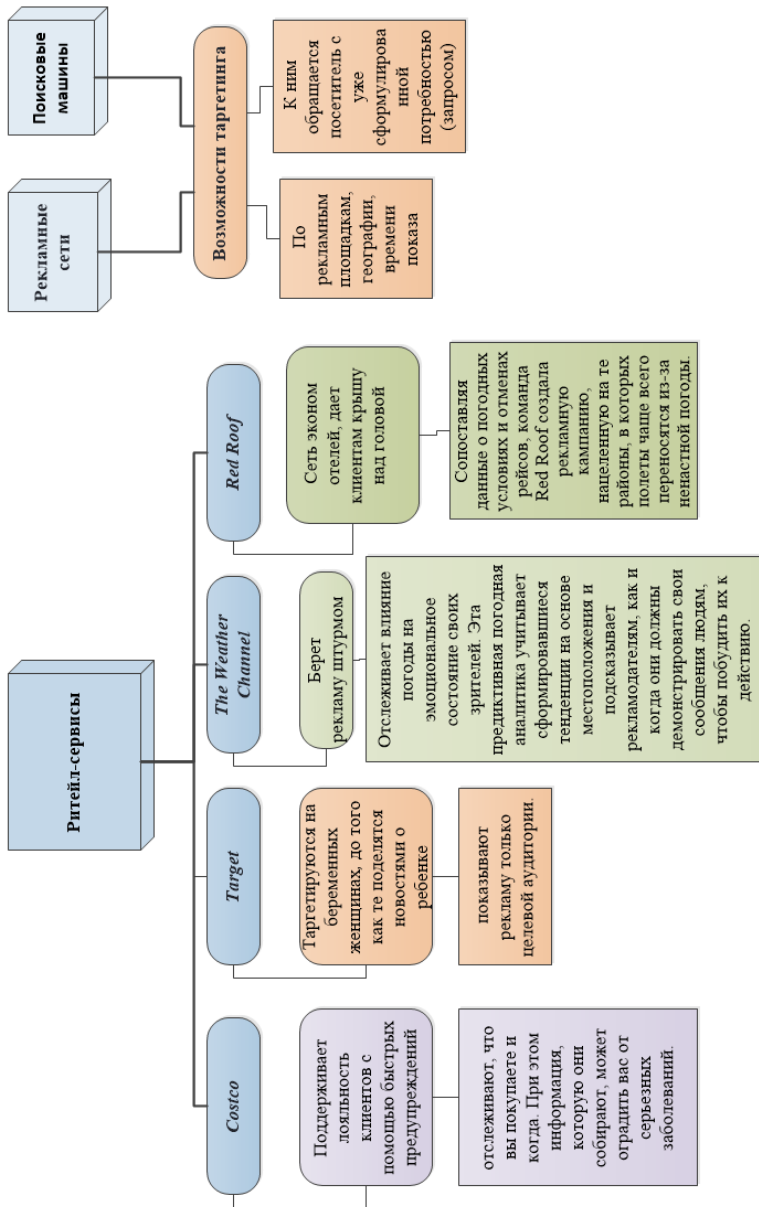 Ритейл-сервисы
Costco
Поддерживает
лояльность
клиентов с
помощью быстрых
предупреждений
отслеживают, что
вы покупаете и
когда. При этом
информация,
которую они
собирают, может
оградить вас от
серьезных
заболеваний.
Target
Таргетируются на
беременных
женщинах, до того
как те поделятся
новостями о
ребенке
показывают
рекламу только
целевой аудитории.
The Weather
Channel
Берет
рекламу штурмом
Отслеживает влияние
погоды на
эмоциональное
состояние своих
зрителей. Эта
предиктивная погодная
аналитика учитывает
сформировавшиеся
тенденции на основе
местоположения и
подсказывает
рекламодателям, как и
когда они должны
демонстрировать свои
сообщения людям,
чтобы побудить их к
действию.
Red Roof
Сеть эконом
отелей, дает
клиентам крышу
над головой
Сопоставляя
данные о погодных
условиях и отменах
рейсов, команда
Red Roof создала
рекламную
кампанию,
нацеленную на те
районы, в которых
полеты чаще всего
переносятся из-за
ненастной погоды.
Рекламные
сети
Поисковые
машины
Возможности таргетинга
По
рекламным
площадкам,
географии,
времени
показа
К ним
обращается
посетитель с
уже
сформулирова
нной
потребностью
(запросом)